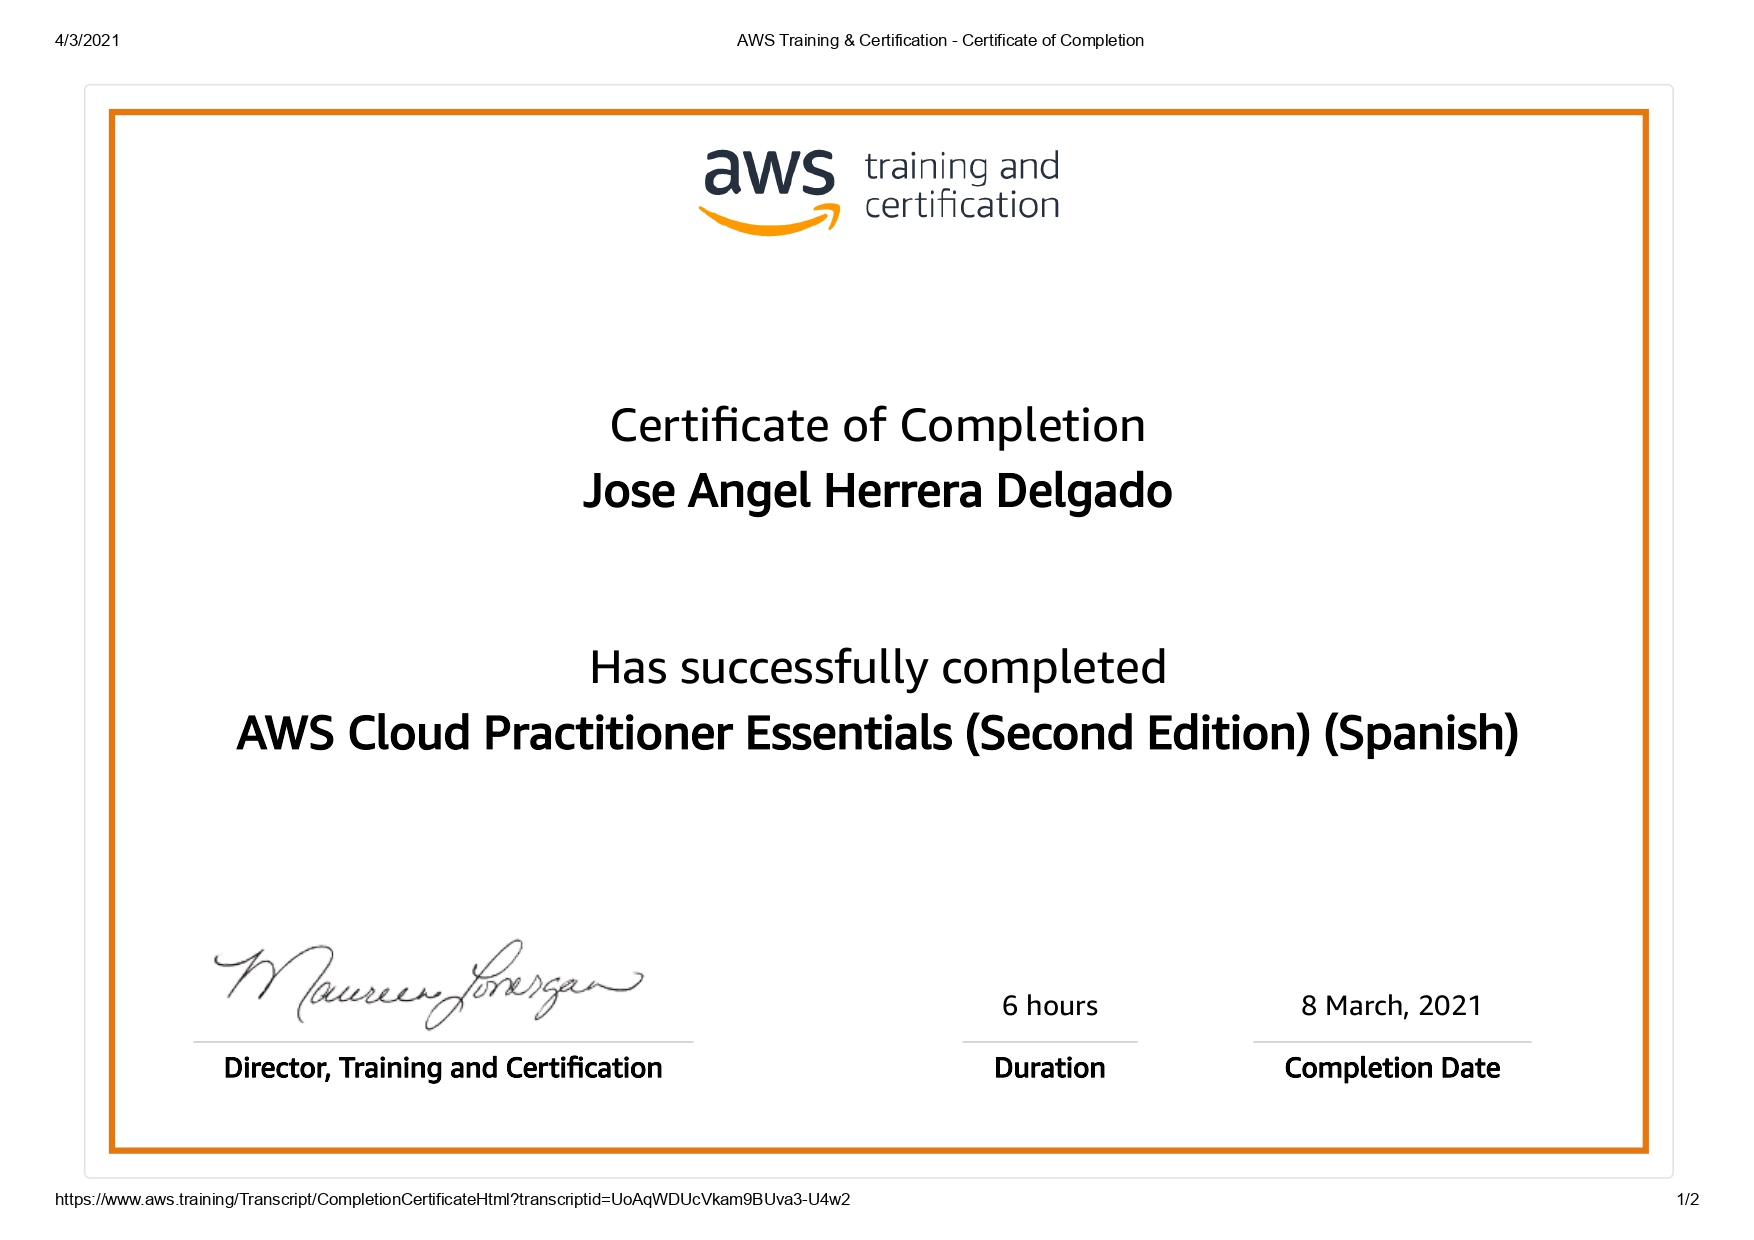 4/3/2021
AWS Training & Certification - Certificate of Completion
aws training and
certification
Certificate of Completion
Jose Angel Herrera Delgado
Has successfully completed
AWS Cloud Practitioner Essentials (Second Edition) (Spanish)
Maureen Lonergan
6 hours
8 March, 2021
Director, Training and Certification
Duration
Completion Date
https://www.aws.training/Transcript/CompletionCertificateHtml?transcriptid=UoAqWDUcVkam9BUva3-U4w2
1/2